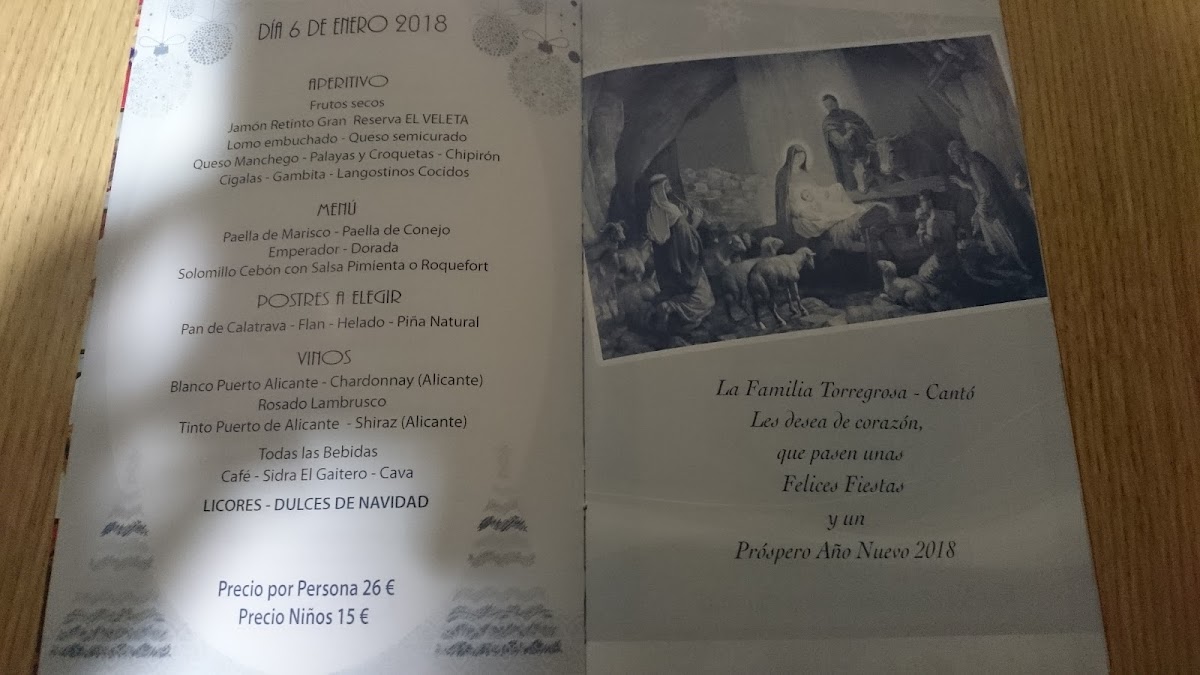 DÍA 6 DE ENERO 2018
APERITIVO
Frutos secos
Jamón Retinto Gran Reserva EL VELETA
Lomo embuchado - Queso semicurado
Queso Manchego - Palayas y Croquetas - Chipirón
Cigalas - Gambita - Langostinos Cocidos
MENÚ
Paella de Marisco - Paella de Conejo
Emperador - Dorada
Solomillo Cebón con Salsa Pimienta o Roquefort
POSTRES A ELEGIR
Pan de Calatrava - Flan - Helado - Piña Natural
VINOS
Blanco Puerto Alicante - Chardonnay (Alicante)
Rosado Lambrusco
Tinto Puerto de Alicante - Shiraz (Alicante)
Todas las Bebidas
Café - Sidra El Gaitero - Cava
LICORES - DULCES DE NAVIDAD
Precio por Persona 26 €
Precio Niños 15 €
La Familia Torregrosa - Cantó
Les desea de corazón,
que pasen unas
Felices Fiestas
y un
Próspero Año Nuevo 2018